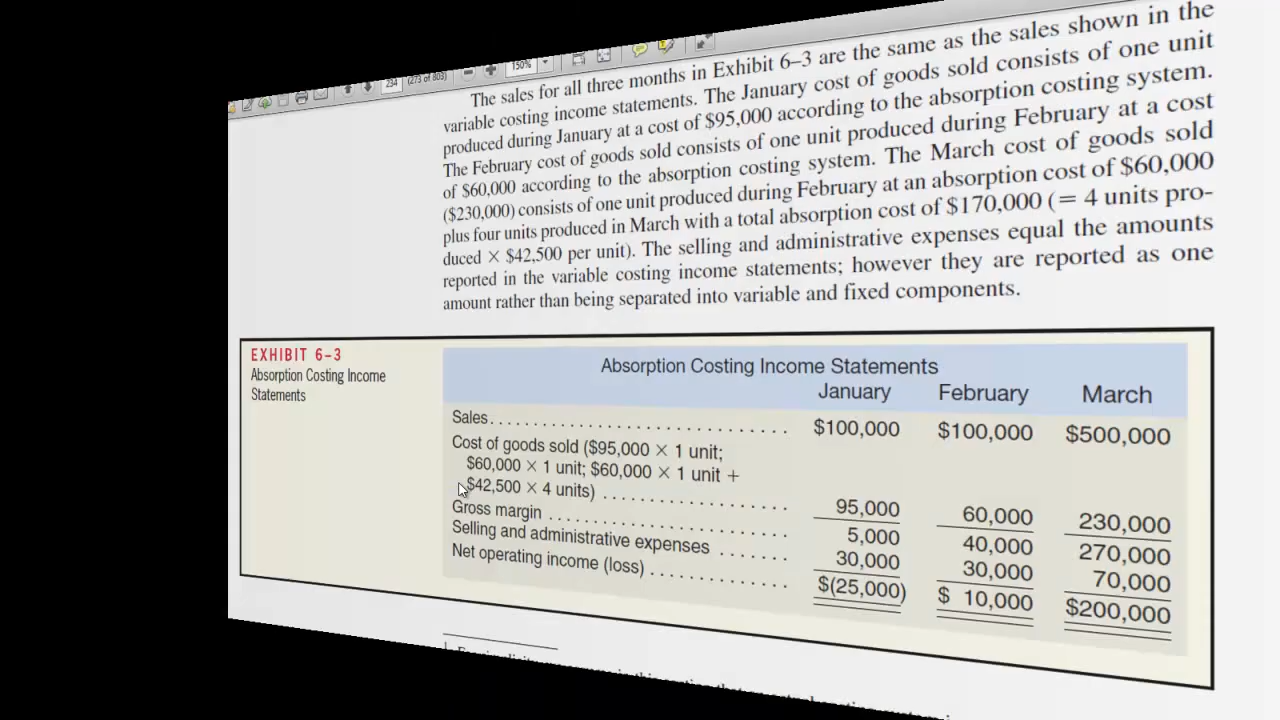 294 (273 of 803) 150%
The sales for all three months in Exhibit 6–3 are the same as the sales shown in the
variable costing income statements. The January cost of goods sold consists of one unit
produced during January at a cost of $95,000 according to the absorption costing system.
The February cost of goods sold consists of one unit produced during February at a cost
of $60,000 according to the absorption costing system. The March cost of goods sold
($230,000) consists of one unit produced during February at an absorption cost of $60,000
plus four units produced in March with a total absorption cost of $170,000 (= 4 units pro-
duced × $42,500 per unit). The selling and administrative expenses equal the amounts
reported in the variable costing income statements; however they are reported as one
amount rather than being separated into variable and fixed components.
EXHIBIT 6–3
Absorption Costing Income
Statements
Absorption Costing Income Statements
January February March
Sales. . . . . . . . . . . . . . . . . . . . . . . . . . . . . . $100,000 $100,000 $500,000
Cost of goods sold ($95,000 × 1 unit;
$60,000 × 1 unit; $60,000 × 1 unit +
$42,500 × 4 units) . . . . . . . . . . . . . . . . . . 95,000 60,000 230,000
Gross margin . . . . . . . . . . . . . . . . . . . . . . . 5,000 40,000 270,000
Selling and administrative expenses . . . . . . . 30,000 30,000 70,000
Net operating income (loss) . . . . . . . . . . . . . $(25,000) $ 10,000 $200,000